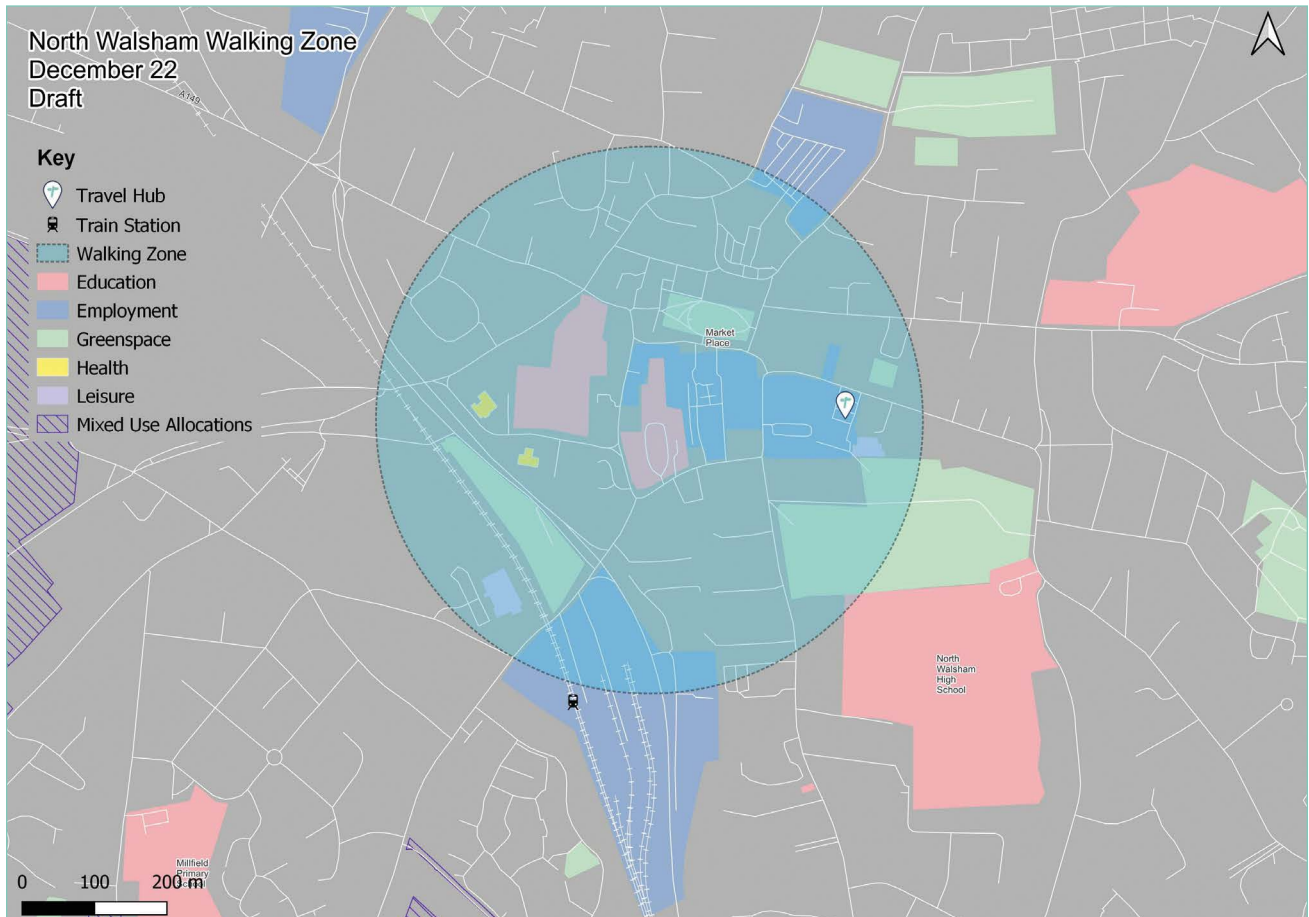 North Walsham Walking Zone
December 22
Draft
A149
Key
Travel Hub
Train Station
Walking Zone
Education
Employment
Greenspace
Health
Leisure
Mixed Use Allocations
Market
Place
North
Walsham
High
School
Millfield
Primary
School
0 100 200 m